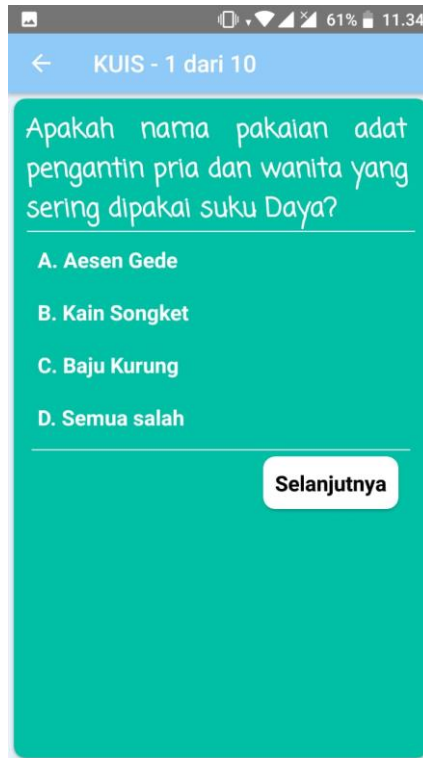 61% 11.34
KUIS - 1 dari 10
Apakah nama pakaian adat
pengantin pria dan wanita yang
sering dipakai suku Daya?
A. Aesen Gede
B. Kain Songket
C. Baju Kurung
D. Semua salah
Selanjutnya